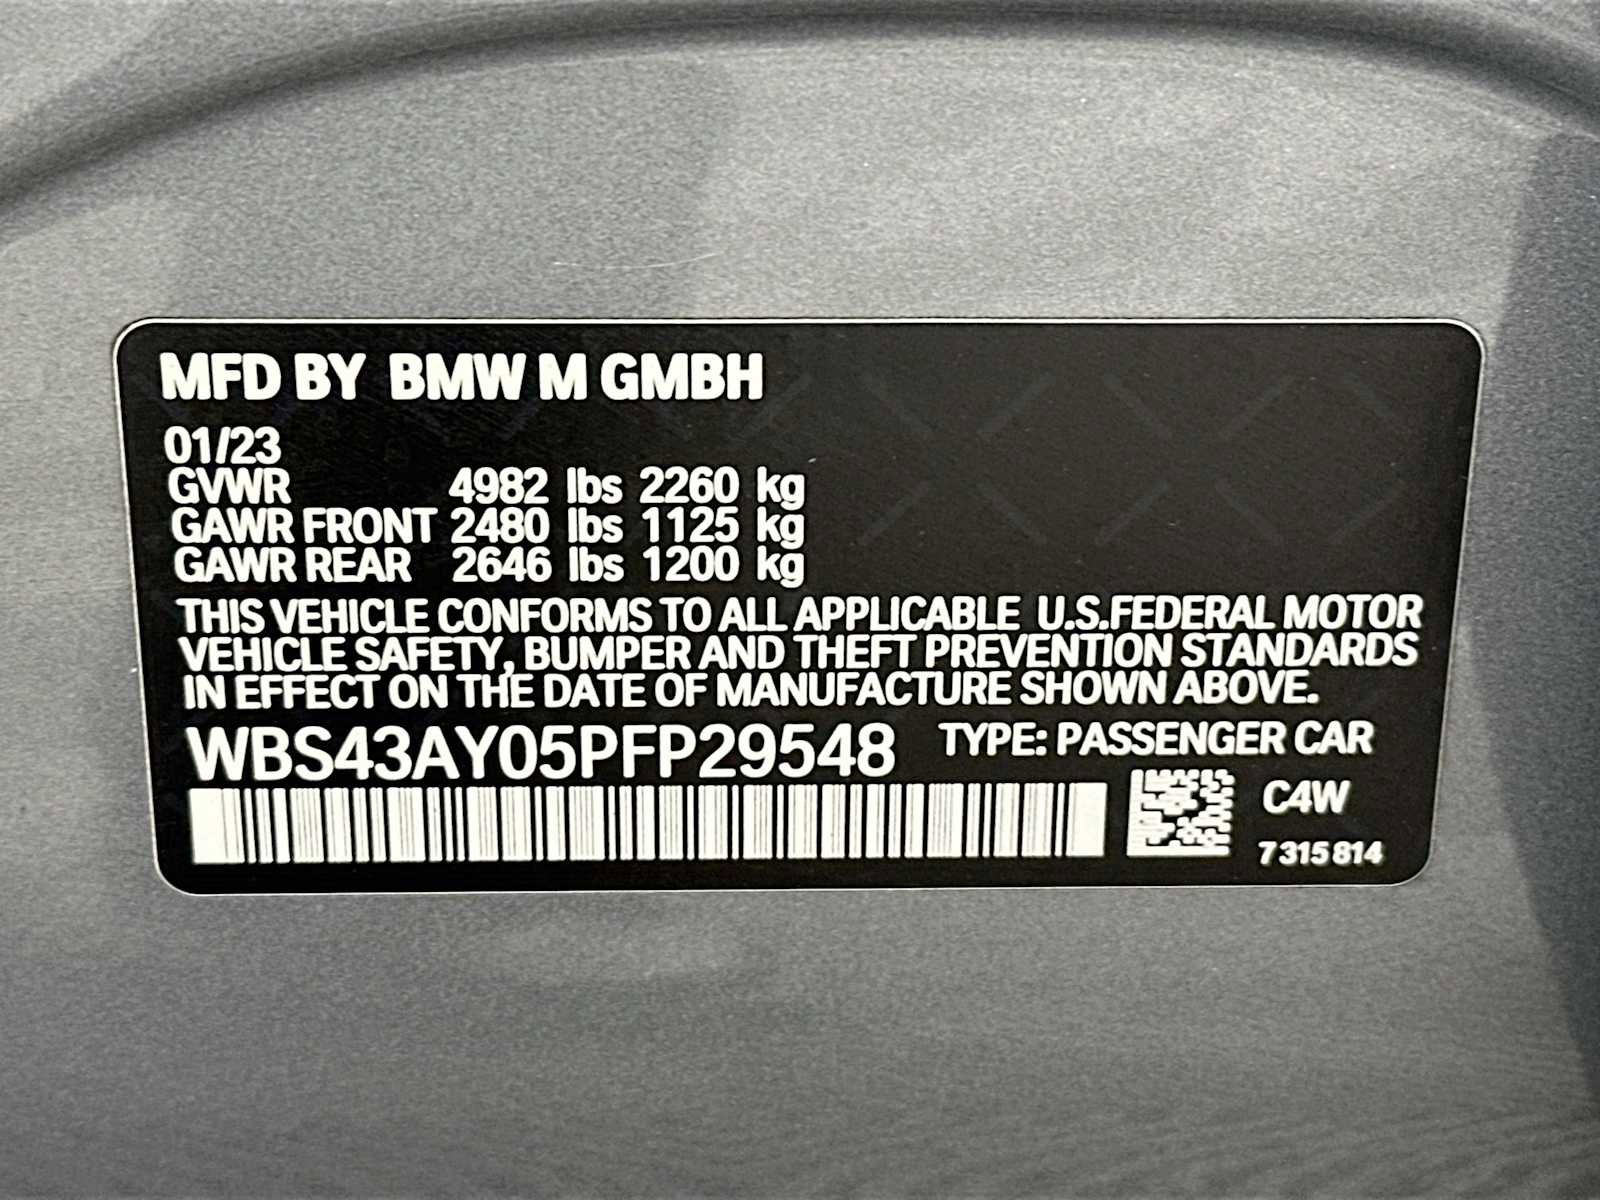 MFD BY BMW M GMBH
01/23
GVWR 4982 lbs 2260 kg
GAWR FRONT 2480 lbs 1125 kg
GAWR REAR 2646 lbs 1200 kg
THIS VEHICLE CONFORMS TO ALL APPLICABLE U.S.FEDERAL MOTOR
VEHICLE SAFETY, BUMPER AND THEFT PREVENTION STANDARDS
IN EFFECT ON THE DATE OF MANUFACTURE SHOWN ABOVE.
WBS43AY05PFP29548 TYPE: PASSENGER CAR
C4W
7 315 814